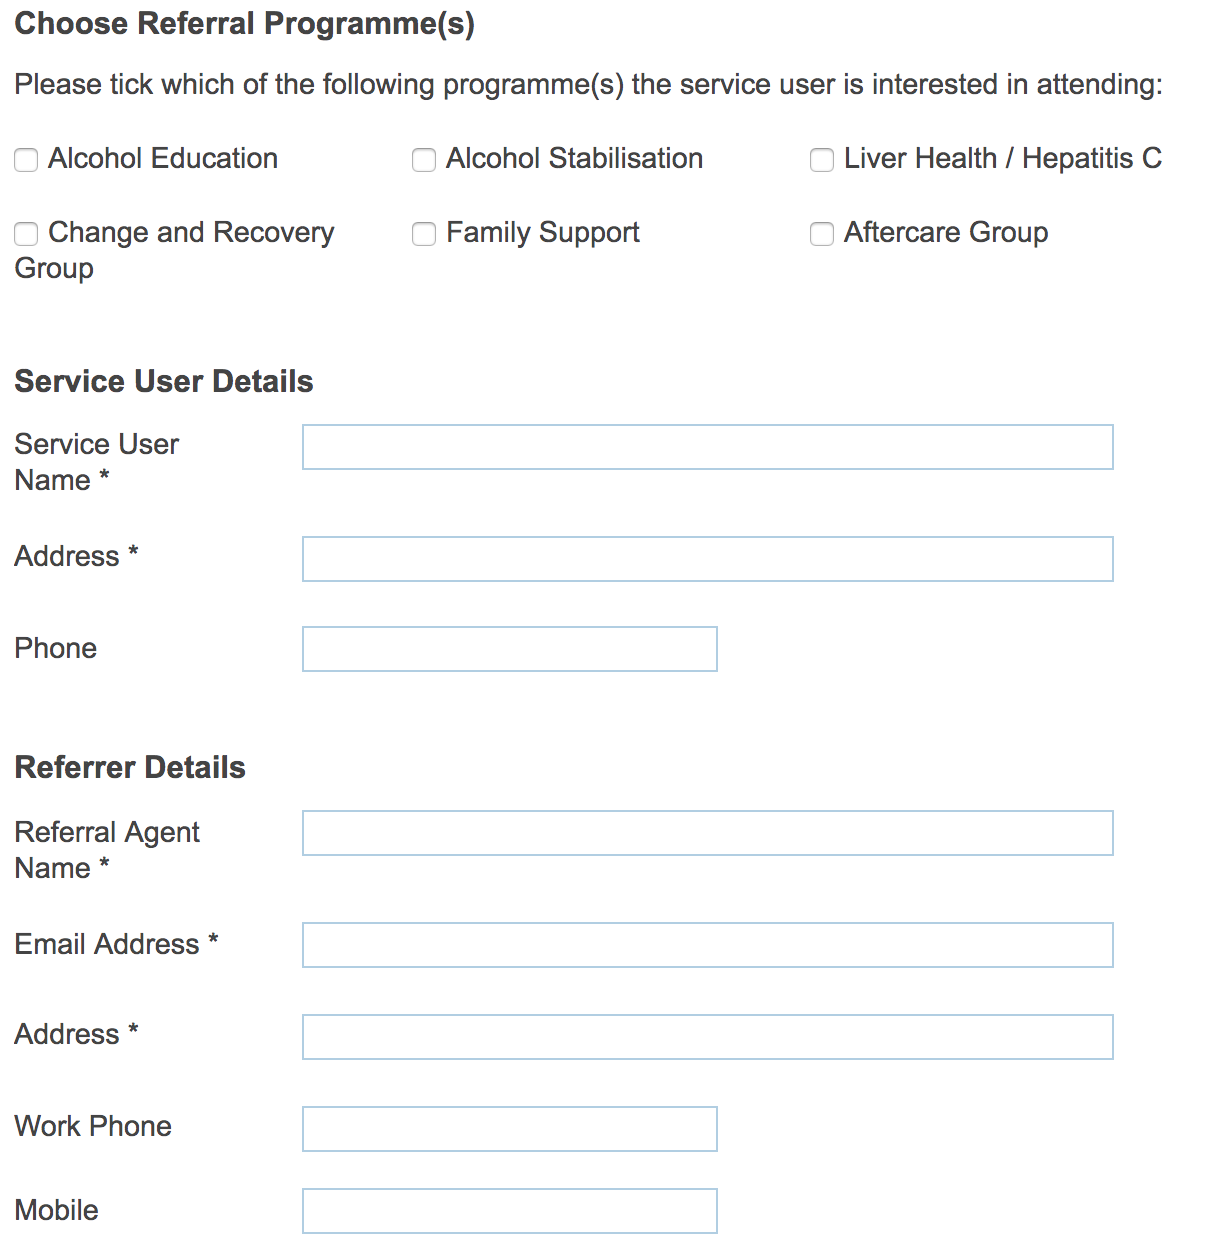 Choose Referral Programme(s)
Please tick which of the following programme(s) the service user is interested in attending:
Alcohol Education
Alcohol Stabilisation
Liver Health / Hepatitis C
Change and Recovery
Group
Family Support
Aftercare Group
Service User Details
Service User
Name *
Address *
Phone
Referrer Details
Referral Agent
Name *
Email Address *
Address *
Work Phone
Mobile